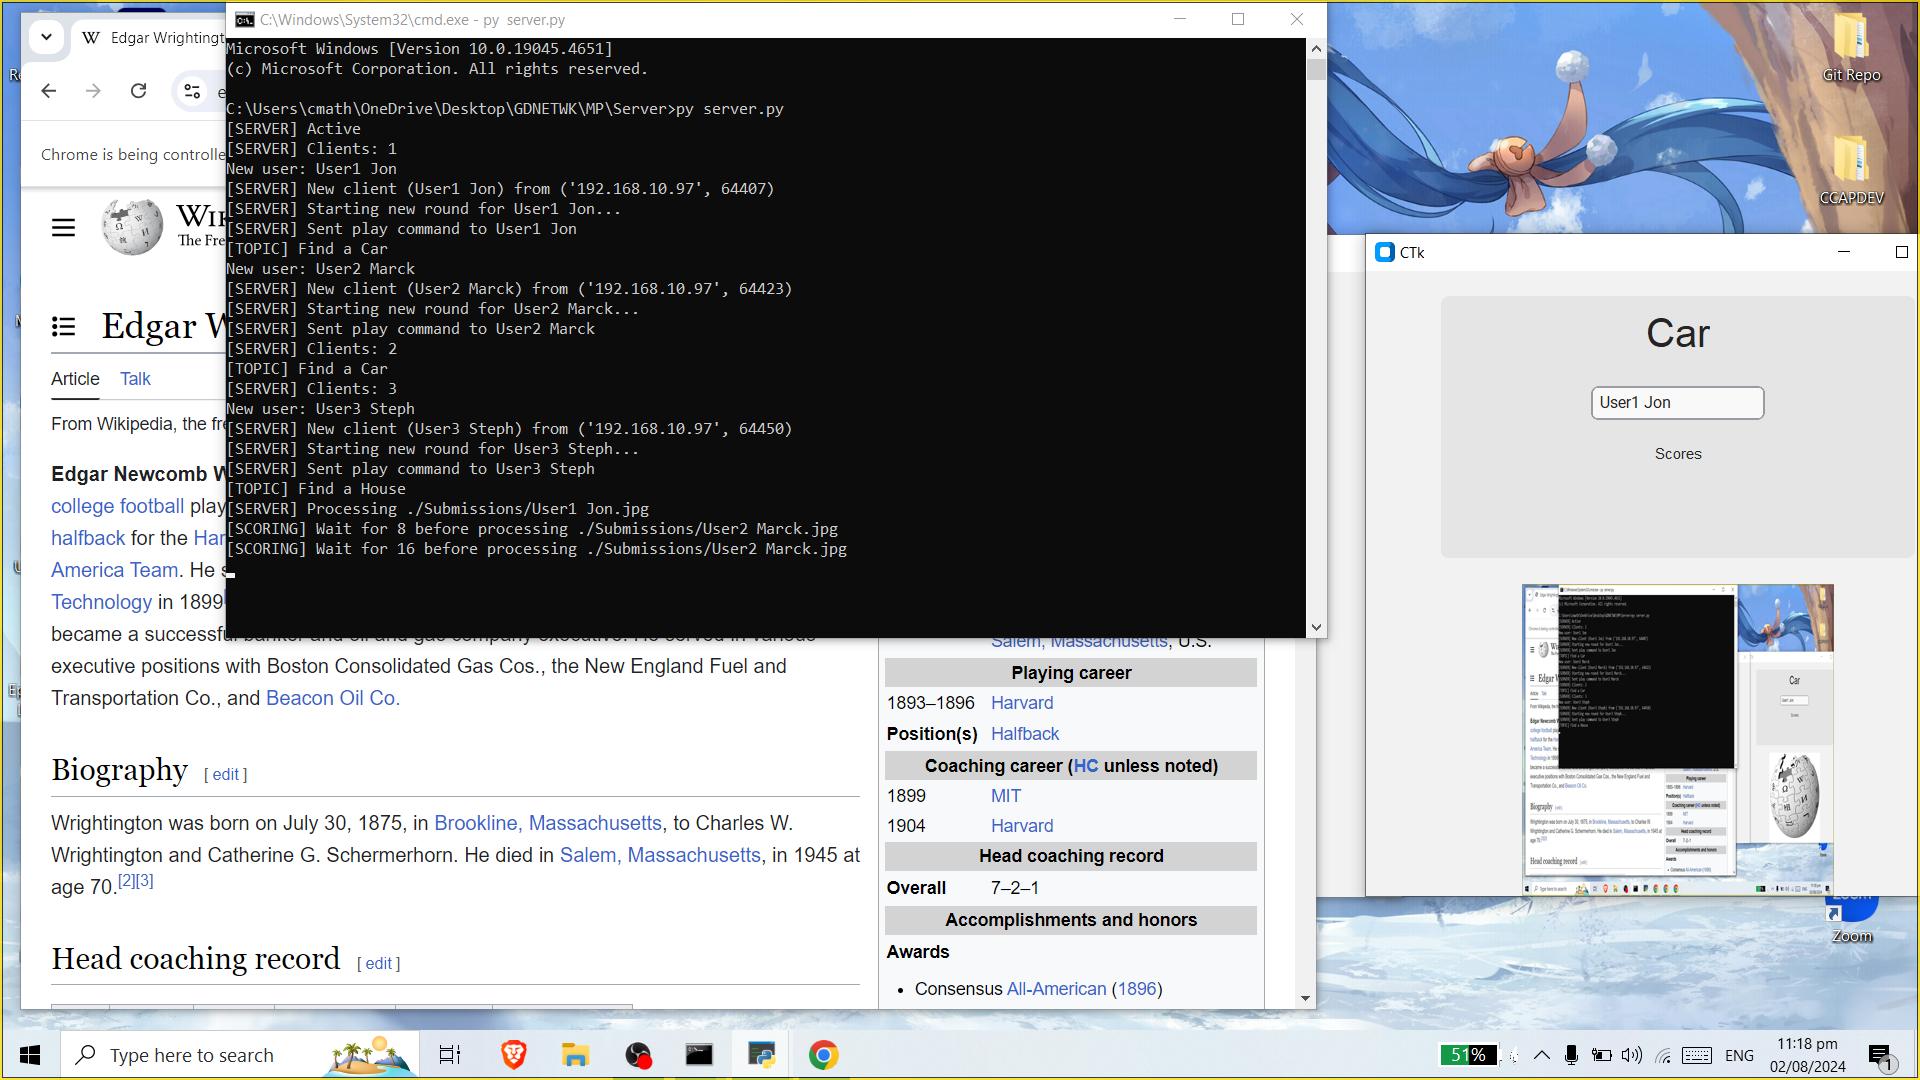 C:\Windows\System32\cmd.exe - py  server.py
Microsoft Windows [Version 10.0.19045.4651]
(c) Microsoft Corporation. All rights reserved.
C:\Users\cmath\OneDrive\Desktop\GDNETWK\MP\Server>py server.py
[SERVER] Active
[SERVER] Clients: 1
New user: User1 Jon
[SERVER] New client (User1 Jon) from ('192.168.10.97', 64407)
[SERVER] Starting new round for User1 Jon...
[SERVER] Sent play command to User1 Jon
[TOPIC] Find a Car
New user: User2 Marck
[SERVER] New client (User2 Marck) from ('192.168.10.97', 64423)
[SERVER] Starting new round for User2 Marck...
[SERVER] Sent play command to User2 Marck
[SERVER] Clients: 2
[TOPIC] Find a Car
[SERVER] Clients: 3
New user: User3 Steph
[SERVER] New client (User3 Steph) from ('192.168.10.97', 64450)
[SERVER] Starting new round for User3 Steph...
[SERVER] Sent play command to User3 Steph
[TOPIC] Find a House
[SERVER] Processing ./Submissions/User1 Jon.jpg
[SCORING] Wait for 8 before processing ./Submissions/User2 Marck.jpg
[SCORING] Wait for 16 before processing ./Submissions/User2 Marck.jpg
Edgar Wrightingt
Chrome is being controlle
The Fre
Edgar W
Article Talk
From Wikipedia, the fr
Edgar Newcomb W
college football play
halfback for the Har
America Team. He s
Technology in 1899
became a successful banker and oil and gas company executive. He served in various
executive positions with Boston Consolidated Gas Cos., the New England Fuel and
Transportation Co., and Beacon Oil Co.
Biography [ edit ]
Wrightington was born on July 30, 1875, in Brookline, Massachusetts, to Charles W.
Wrightington and Catherine G. Schermerhorn. He died in Salem, Massachusetts, in 1945 at
age 70.[2][3]
Head coaching record [ edit ]
Salem, Massachusetts, U.S.
Playing career
1893–1896 Harvard
Position(s) Halfback
Coaching career (HC unless noted)
1899 MIT
1904 Harvard
Head coaching record
Overall 7–2–1
Accomplishments and honors
Awards
Consensus All-American (1896)
Git Repo
CCAPDEV
CTk
Car
User1 Jon
Scores
Zoom
Type here to search
51%
ENG
11:18 pm
02/08/2024
1